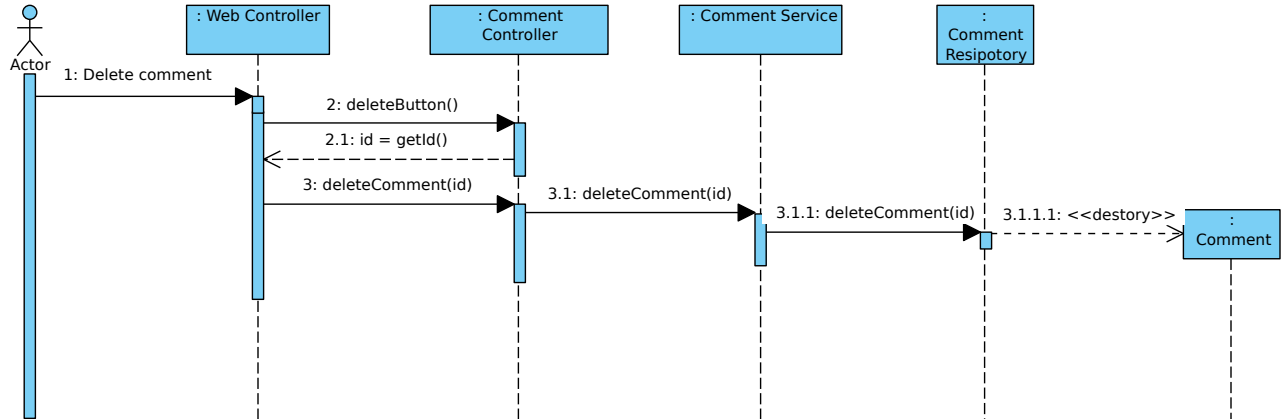 : Web Controller
: Comment
Controller
: Comment Service
:
Comment
Resipotory
Actor
1: Delete comment
2: deleteButton()
2.1: id = getId()
3: deleteComment(id)
3.1: deleteComment(id)
3.1.1: deleteComment(id)
3.1.1.1: <<destory>>
:
Comment